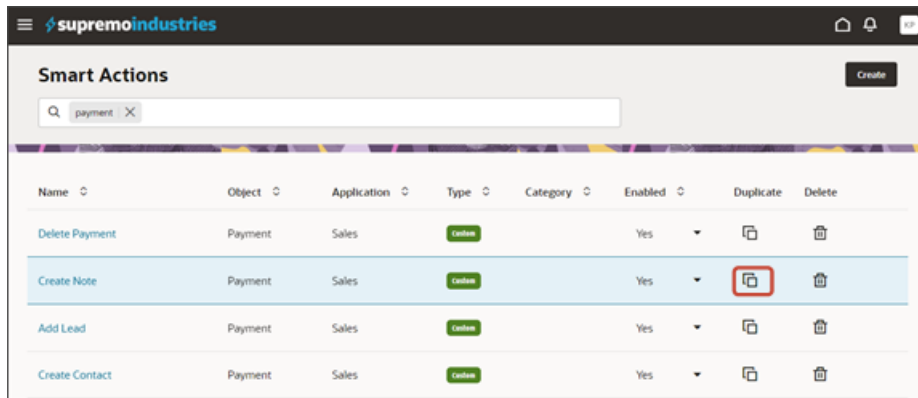 supremoindustries
KP
Smart Actions
Create
payment
Name Object Application Type Category Enabled Duplicate Delete
Delete Payment Payment Sales Custom Yes
Create Note Payment Sales Custom Yes
Add Lead Payment Sales Custom Yes
Create Contact Payment Sales Custom Yes